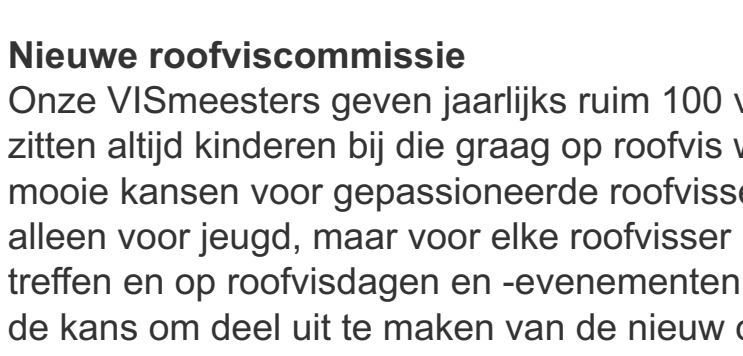 Nieuwe roofviscommissie
Onze VISmeesters geven jaarlijks ruim 100
zitten altijd kinderen bij die graag op roofvis
mooie kansen voor gepassioneerde roofvisse
alleen voor jeugd, maar voor elke roofvisser
treffen en op roofvisdagen en -evenementen
de kans om deel uit te maken van de nieuw